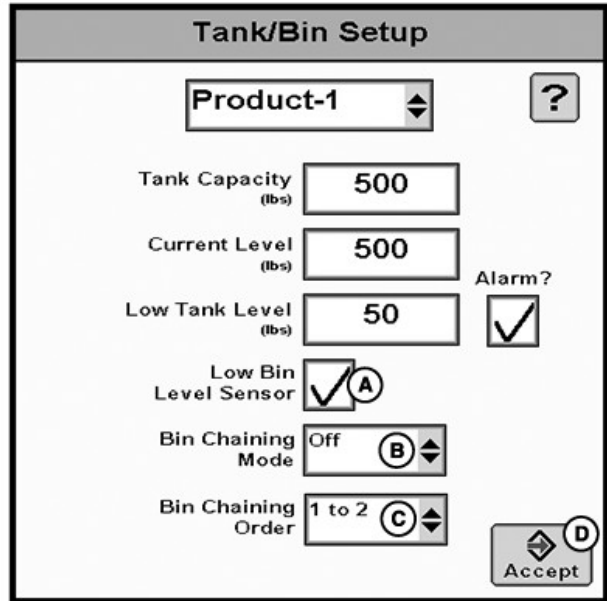 Tank/Bin Setup
Product-1
?
Tank Capacity
(lbs)
500
Current Level
(lbs)
500
Alarm?
Low Tank Level
(lbs)
50
Low Bin
Level Sensor
A
Bin Chaining
Mode
Off
B
Bin Chaining
Order
1 to 2
C
D
Accept